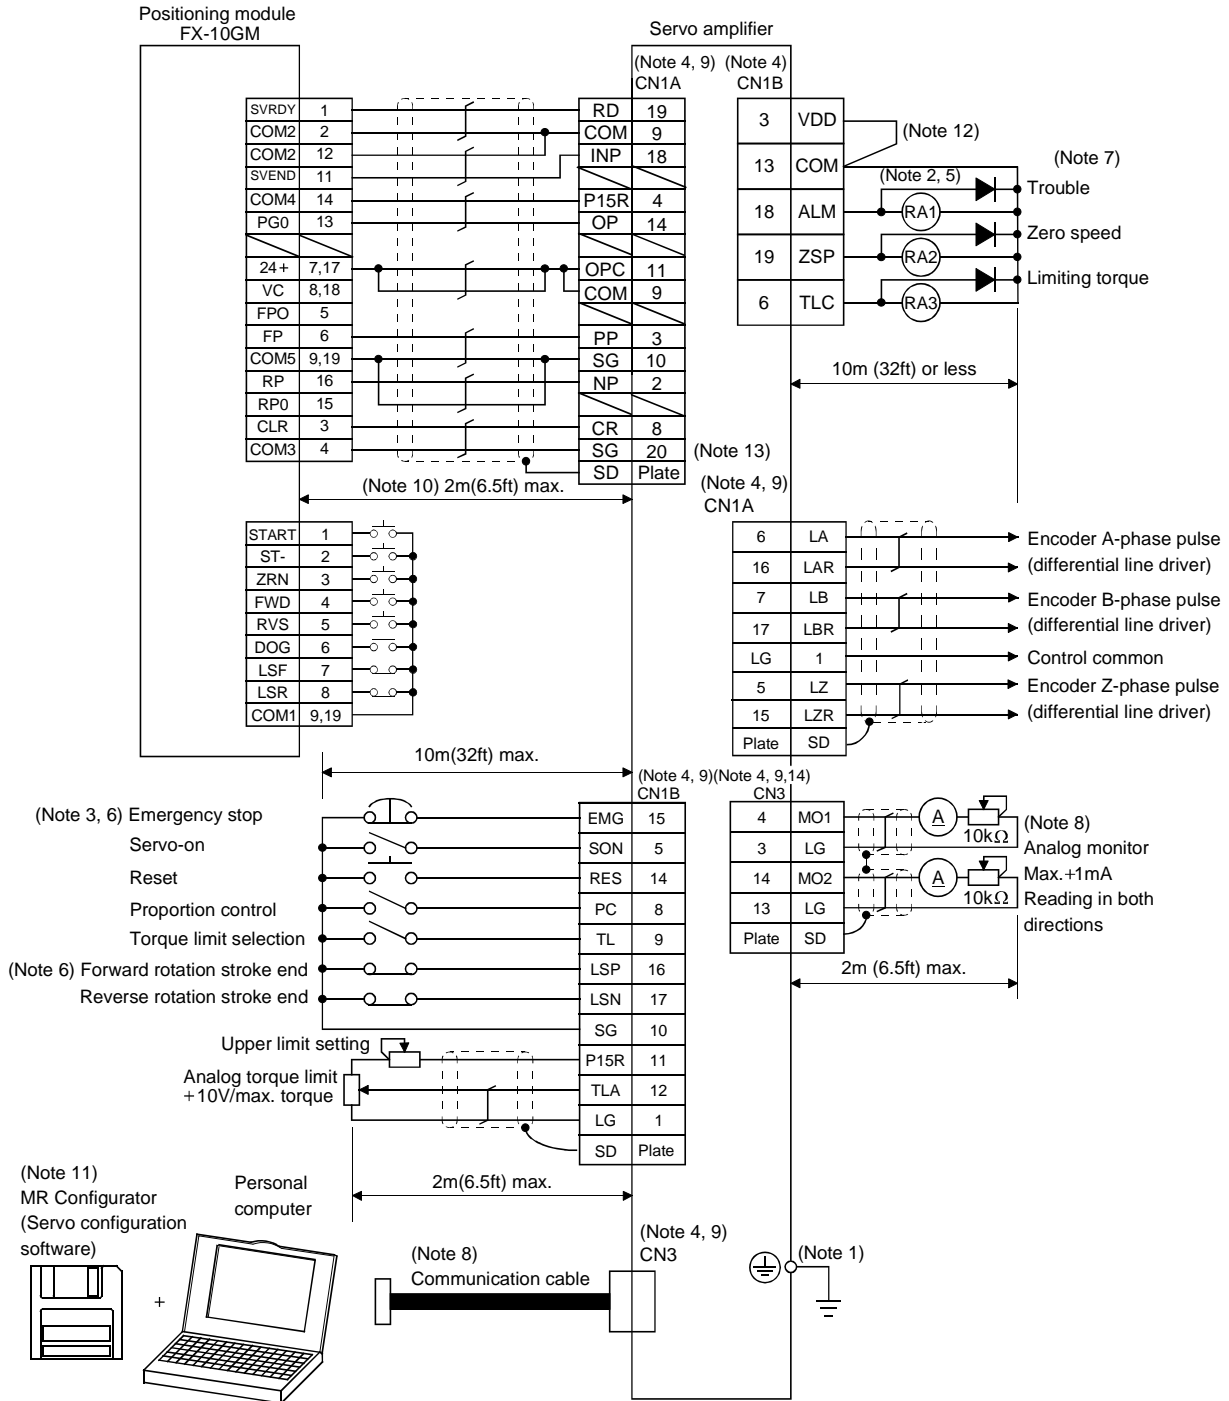 Positioning module
FX-10GM
Servo amplifier
(Note 4, 9)
CN1A
(Note 4)
CN1B
SVRDY 1
COM2 2
COM2 12
SVEND 11
COM4 14
PG0 13
24+ 7,17
VC 8,18
FPO 5
FP 6
COM5 9,19
RP 16
RP0 15
CLR 3
COM3 4
RD 19
COM 9
INP 18
P15R 4
OP 14
OPC 11
COM 9
PP 3
SG 10
NP 2
CR 8
SG 20
SD Plate
(Note 13)
(Note 10) 2m(6.5ft) max.
3 VDD
13 COM
18 ALM
19 ZSP
6 TLC
(Note 12)
(Note 7)
(Note 2, 5)
RA1
Trouble
RA2
Zero speed
RA3
Limiting torque
10m (32ft) or less
START 1
ST- 2
ZRN 3
FWD 4
RVS 5
DOG 6
LSF 7
LSR 8
COM1 9,19
(Note 4, 9)
CN1A
6 LA
16 LAR
7 LB
17 LBR
LG 1
5 LZ
15 LZR
Plate SD
Encoder A-phase pulse
(differential line driver)
Encoder B-phase pulse
(differential line driver)
Control common
Encoder Z-phase pulse
(differential line driver)
10m(32ft) max.
(Note 4, 9)
CN1B
(Note 4, 9,14)
CN3
(Note 3, 6) Emergency stop
Servo-on
Reset
Proportion control
Torque limit selection
(Note 6) Forward rotation stroke end
Reverse rotation stroke end
Upper limit setting
Analog torque limit
+10V/max. torque
EMG 15
SON 5
RES 14
PC 8
TL 9
LSP 16
LSN 17
SG 10
P15R 11
TLA 12
LG 1
SD Plate
4 MO1
3 LG
14 MO2
13 LG
Plate SD
A
10kΩ
A
10kΩ
(Note 8)
Analog monitor
Max.+1mA
Reading in both
directions
2m (6.5ft) max.
2m(6.5ft) max.
(Note 11)
MR Configurator
(Servo configuration
software)
+
Personal
computer
(Note 8)
Communication cable
(Note 4, 9)
CN3
(Note 1)